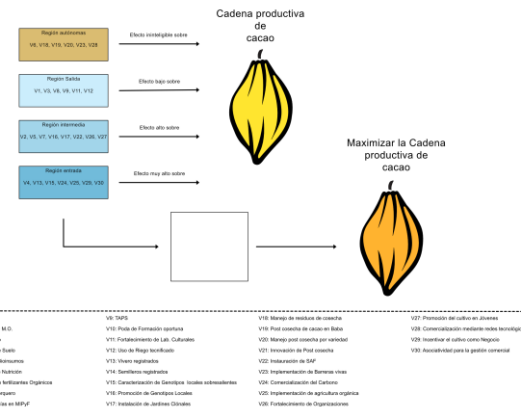 Cadena productiva
de
cacao
Región autónomas
V6, V18, V19, V20, V23, V28
Efecto ininteligible sobre
Región Salida
V1, V3, V8, V9, V11, V12
Efecto bajo sobre
Región intermedia
V2, V5, V7, V16, V17, V22, V26, V27
Efecto alto sobre
Región entrada
V4, V13, V15, V24, V25, V29, V30
Efecto muy alto sobre
Maximizar la Cadena
productiva de
cacao
M.O.
Suelo
Nutrición
fertilizantes Orgánicos
en MIPyF
V9: TAPS
V10: Poda de Formación oportuna
V11: Fortalecimiento de Lab. Culturales
V12: Uso de Riego tecnificado
V13: Vivero registrados
V14: Semilleros registrados
V15: Caracterización de Genotipos locales sobresalientes
V16: Promoción de Genotipos Locales
V17: Instalación de Jardines Clonales
V18: Manejo de residuos de cosecha
V19: Post cosecha de cacao en Baba
V20: Manejo post cosecha por variedad
V21: Innovación de Post cosecha
V22: Instauración de SAF
V23: Implementación de Barreras vivas
V24: Comercialización del Carbono
V25: Implementación de agricultura orgánica
V26: Fortalecimiento de Organizaciones
V27: Promoción del cultivo en Jóvenes
V28: Comercialización mediante redes
V29: Incentivar el cultivo como Negocio
V30: Asociatividad para la gestión comercial